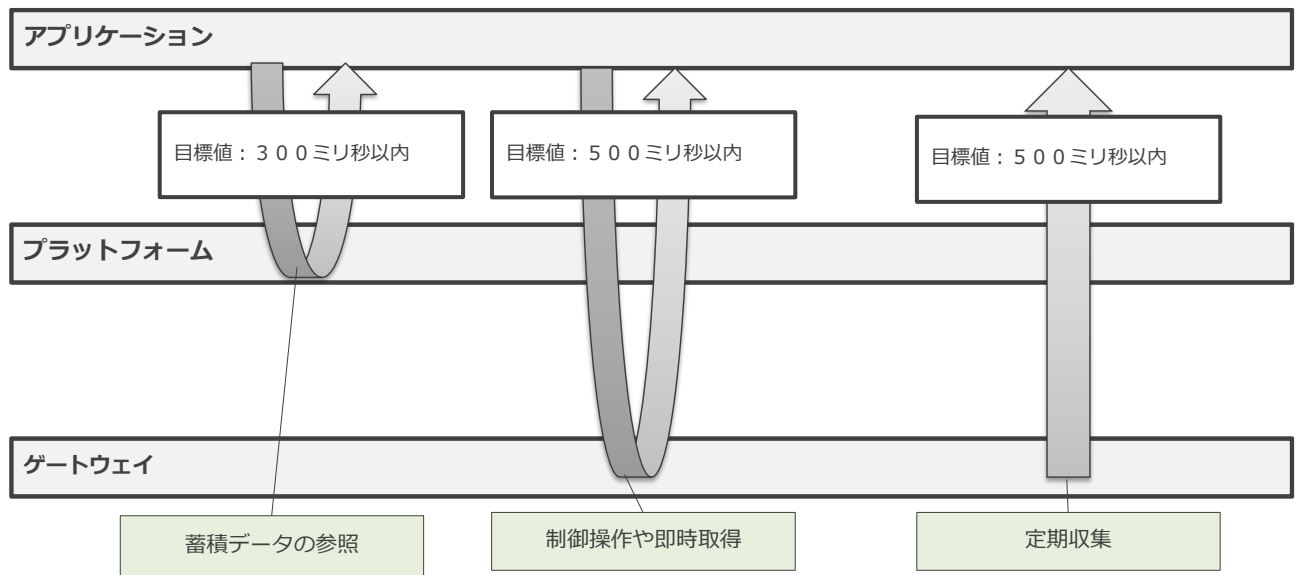 アプリケーション
目標値：３００ミリ秒以内
目標値：５００ミリ秒以内
目標値：５００ミリ秒以内
プラットフォーム
ゲートウェイ
蓄積データの参照
制御操作や即時取得
定期収集